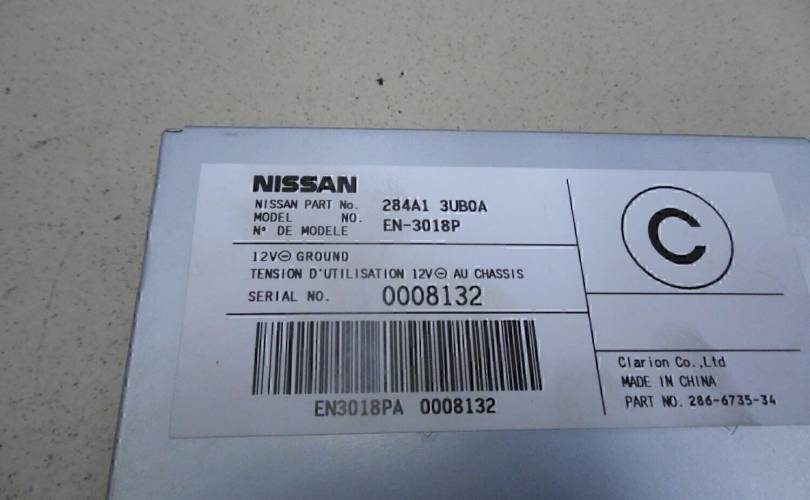 NISSAN
NISSAN PART No. 284A1 3UB0A
MODEL NO. EN-3018P
N° DE MODELE
12V⊖ GROUND
TENSION D'UTILISATION 12V⊖ AU CHASSIS
SERIAL NO. 0008132
EN3018PA 0008132
C
Clarion Co.,Ltd
MADE IN CHINA
PART NO. 286-6735-34